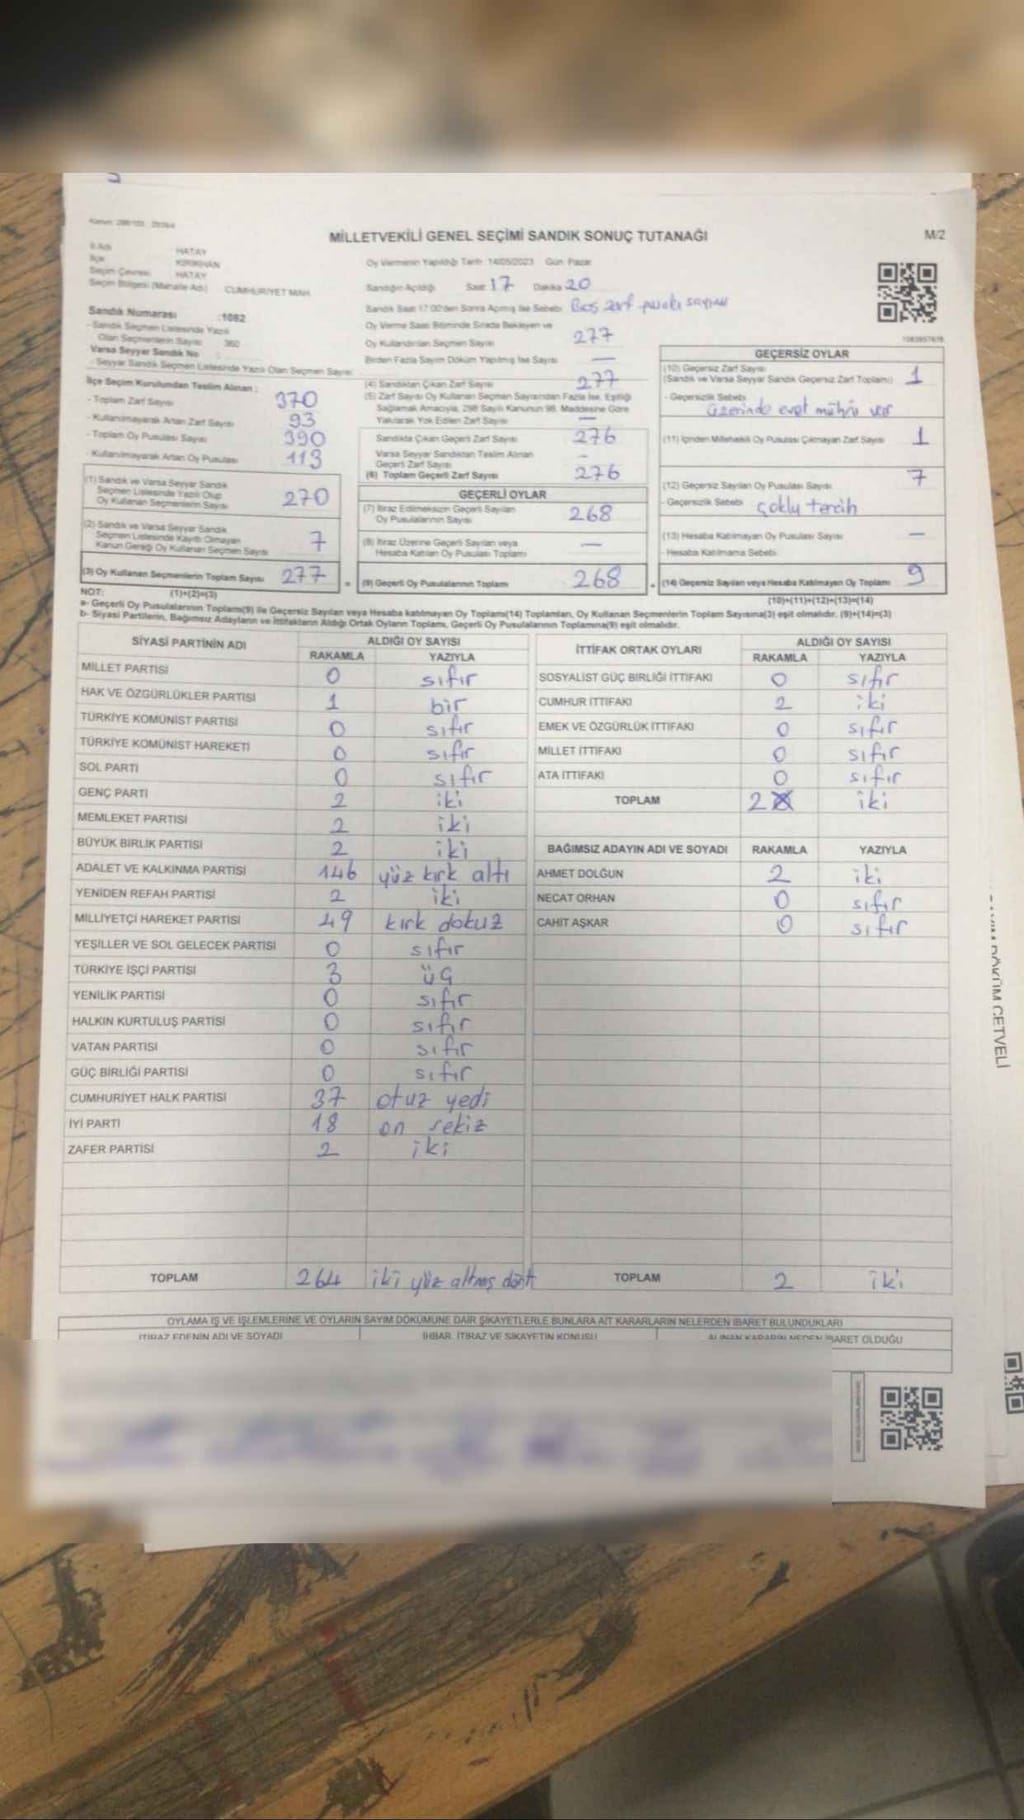 MİLLETVEKİLİ GENEL SEÇİMİ SANDIK SONUÇ TUTANAĞI
M/2
İl Adı HATAY
İlçe KIRIKHAN
Seçim Çevresi HATAY
Seçim Bölgesi (Mahalle Adı) CUMHURİYET MAH.
Sandık Numarası :1082
- Sandık Seçmen Listesinde Yazılı
Olan Seçmenlerin Sayısı 360
Varsa Seyyar Sandık No
- Seyyar Sandık Seçmen Listesinde Yazılı Olan Seçmen Sayısı
İlçe Seçim Kurulundan Teslim Alınan :
- Toplam Zarf Sayısı 370
- Kullanılmayarak Artan Zarf Sayısı 93
- Toplam Oy Pusulası Sayısı 390
- Kullanılmayarak Artan Oy Pusulası 113
(1) Sandık ve Varsa Seyyar Sandık
Seçmen Listesinde Yazılı Olup
Oy Kullanan Seçmenlerin Sayısı 270
(2) Sandık ve Varsa Seyyar Sandık
Seçmen Listesinde Kayıtlı Olmayan
Kanun Gereği Oy Kullanan Seçmen Sayısı 7
(3) Oy Kullanan Seçmenlerin Toplam Sayısı 277
Oy Vermenin Yapıldığı Tarih :14/05/2023 Gün: Pazar
Sandığın Açıldığı Saat 17 Dakika 20
Sandık Saat 17:00'den Sonra Açılmış İse Sebebi Boş zarf pusula sayımı
Oy Verme Saati Bitiminde Sırada Bekleyen ve
Oy Kullandırılan Seçmen Sayısı 277
Birden Fazla Sayım Döküm Yapılmış İse Sayısı —
(4) Sandıktan Çıkan Zarf Sayısı 277
(5) Zarf Sayısı Oy Kullanan Seçmen Sayısından Fazla İse, Eşitliği
Sağlamak Amacıyla, 298 Sayılı Kanunun 98. Maddesine Göre
Yakılarak Yok Edilen Zarf Sayısı —
Sandıkta Çıkan Geçerli Zarf Sayısı 276
Varsa Seyyar Sandıktan Teslim Alınan
Geçerli Zarf Sayısı -
(6) Toplam Geçerli Zarf Sayısı 276
GEÇERLİ OYLAR
(7) İtiraz Edilmeksizin Geçerli Sayılan
Oy Pusulalarının Sayısı 268
(8) İtiraz Üzerine Geçerli Sayılan veya
Hesaba Katılan Oy Pusulası Toplamı —
(9) Geçerli Oy Pusulalarının Toplamı 268
GEÇERSİZ OYLAR
(10) Geçersiz Zarf Sayısı
(Sandık ve Varsa Seyyar Sandık Geçersiz Zarf Toplamı) 1
- Geçersizlik Sebebi
üzerinde evet mührü var
(11) İçinden Milletvekili Oy Pusulası Çıkmayan Zarf Sayısı 1
(12) Geçersiz Sayılan Oy Pusulası Sayısı 7
- Geçersizlik Sebebi çoklu tercih
(13) Hesaba Katılmayan Oy Pusulası Sayısı —
- Hesaba Katılmama Sebebi
(14) Geçersiz Sayılan veya Hesaba Katılmayan Oy Toplamı 9
NOT: (1)+(2)=(3)
(10)+(11)+(12)+(13)=(14)
a- Geçerli Oy Pusulalarının Toplamı(9) ile Geçersiz Sayılan veya Hesaba katılmayan Oy Toplamı(14) Toplamları, Oy Kullanan Seçmenlerin Toplam Sayısına(3) eşit olmalıdır. (9)+(14)=(3)
b- Siyasi Partilerin, Bağımsız Adayların ve İttifakların Aldığı Ortak Oyların Toplamı, Geçerli Oy Pusulalarının Toplamına(9) eşit olmalıdır.
SİYASİ PARTİNİN ADI ALDIĞI OY SAYISI
RAKAMLA YAZIYLA
MİLLET PARTİSİ 0 sıfır
HAK VE ÖZGÜRLÜKLER PARTİSİ 1 bir
TÜRKİYE KOMÜNİST PARTİSİ 0 sıfır
TÜRKİYE KOMÜNİST HAREKETİ 0 sıfır
SOL PARTİ 0 sıfır
GENÇ PARTİ 2 iki
MEMLEKET PARTİSİ 2 iki
BÜYÜK BİRLİK PARTİSİ 2 iki
ADALET VE KALKINMA PARTİSİ 146 yüz kırk altı
YENİDEN REFAH PARTİSİ 2 iki
MİLLİYETÇİ HAREKET PARTİSİ 49 kırk dokuz
YEŞİLLER VE SOL GELECEK PARTİSİ 0 sıfır
TÜRKİYE İŞÇİ PARTİSİ 3 üç
YENİLİK PARTİSİ 0 sıfır
HALKIN KURTULUŞ PARTİSİ 0 sıfır
VATAN PARTİSİ 0 sıfır
GÜÇ BİRLİĞİ PARTİSİ 0 sıfır
CUMHURİYET HALK PARTİSİ 37 otuz yedi
İYİ PARTİ 18 on sekiz
ZAFER PARTİSİ 2 iki
TOPLAM 264 iki yüz altmış dört
İTTİFAK ORTAK OYLARI ALDIĞI OY SAYISI
RAKAMLA YAZIYLA
SOSYALİST GÜÇ BİRLİĞİ İTTİFAKI 0 sıfır
CUMHUR İTTİFAKI 2 iki
EMEK VE ÖZGÜRLÜK İTTİFAKI 0 sıfır
MİLLET İTTİFAKI 0 sıfır
ATA İTTİFAKI 0 sıfır
TOPLAM 2 iki
BAĞIMSIZ ADAYIN ADI VE SOYADI RAKAMLA YAZIYLA
AHMET DOLĞUN 2 iki
NECAT ORHAN 0 sıfır
CAHİT AŞKAR 0 sıfır
TOPLAM 2 iki
OYLAMA İŞ VE İŞLEMLERİNE VE OYLARIN SAYIM DÖKÜMÜNE DAİR ŞİKAYETLERLE BUNLARA AİT KARARLARIN NELERDEN İBARET BULUNDUKLARI
İTİRAZ EDENİN ADI VE SOYADI İHBAR, İTİRAZ VE ŞİKAYETİN KONUSU ALINAN KARARIN NEDEN İBARET OLDUĞU
DÖKÜM CETVELİ